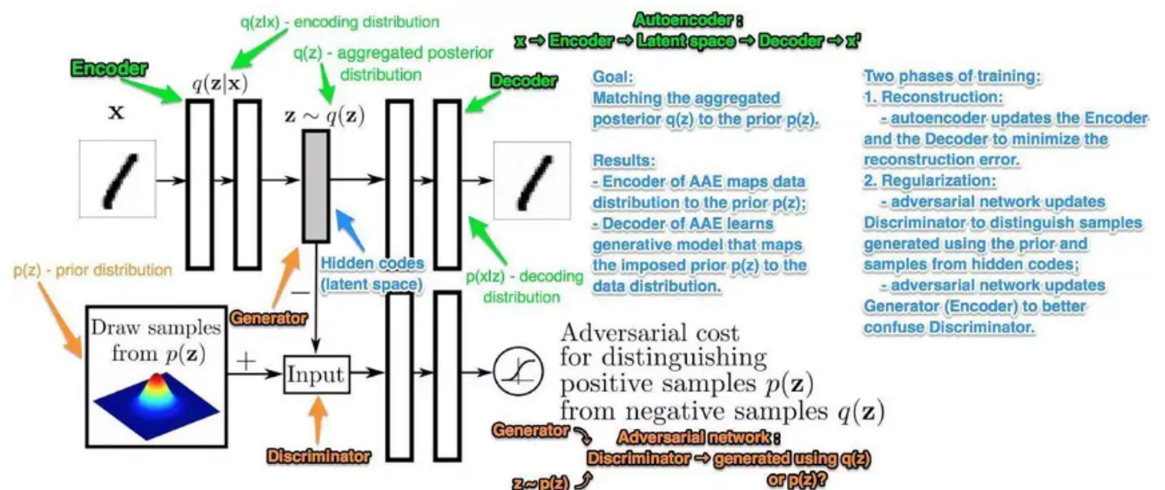 q(z|x) - encoding distribution
q(z) - aggregated posterior
distribution
Autoencoder :
x → Encoder → Latent space → Decoder → x'
Encoder
q(z|x)
Decoder
x
z ∼ q(z)
Goal:
Matching the aggregated
posterior q(z) to the prior p(z).
Results:
- Encoder of AAE maps data
distribution to the prior p(z);
- Decoder of AAE learns
generative model that maps
the imposed prior p(z) to the
data distribution.
Two phases of training:
1. Reconstruction:
- autoencoder updates the Encoder
and the Decoder to minimize the
reconstruction error.
2. Regularization:
- adversarial network updates
Discriminator to distinguish samples
generated using the prior and
samples from hidden codes;
- adversarial network updates
Generator (Encoder) to better
confuse Discriminator.
p(z) - prior distribution
Hidden codes
(latent space)
p(x|z) - decoding
distribution
Generator
−
Draw samples
from p(z)
+
Input
Adversarial cost
for distinguishing
positive samples p(z)
from negative samples q(z)
Discriminator
Generator
Adversarial network :
Discriminator → generated using q(z)
or p(z)?
z ~ p(z)